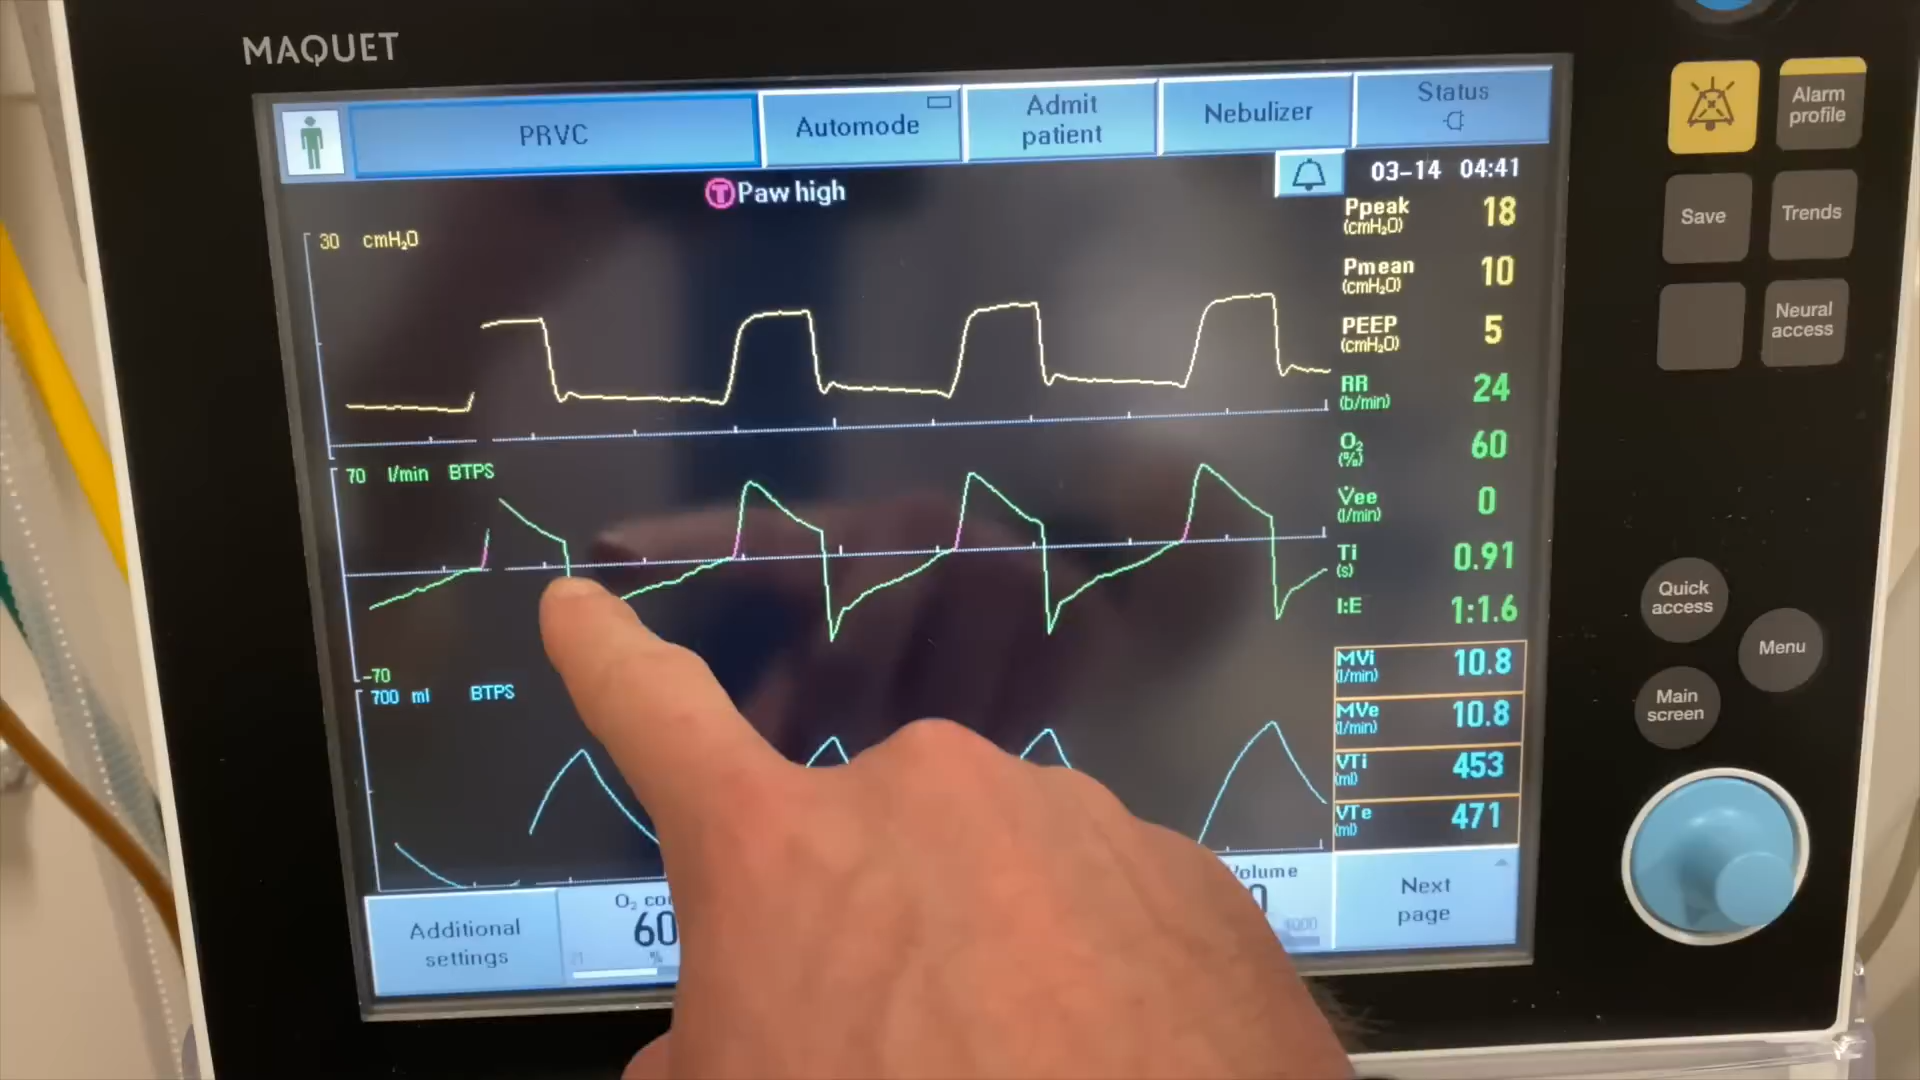 MAQUET
PRVC
Automode
Admit
patient
Nebulizer
Status
Alarm
profile
T Paw high
03-14 04:41
Save
Trends
Neural
access
30 cmH₂O
Ppeak
(cmH₂O)
18
Pmean
(cmH₂O)
10
PEEP
(cmH₂O)
5
RR
(b/min)
24
O₂
(%)
60
V̇ee
(l/min)
0
Ti
(s)
0.91
I:E
1:1.6
MVi
(l/min)
10.8
MVe
(l/min)
10.8
VTi
(ml)
453
VTe
(ml)
471
70 l/min BTPS
-70
700 ml BTPS
Quick
access
Menu
Main
screen
Additional
settings
O₂
60
21
%
Volume
Next
page